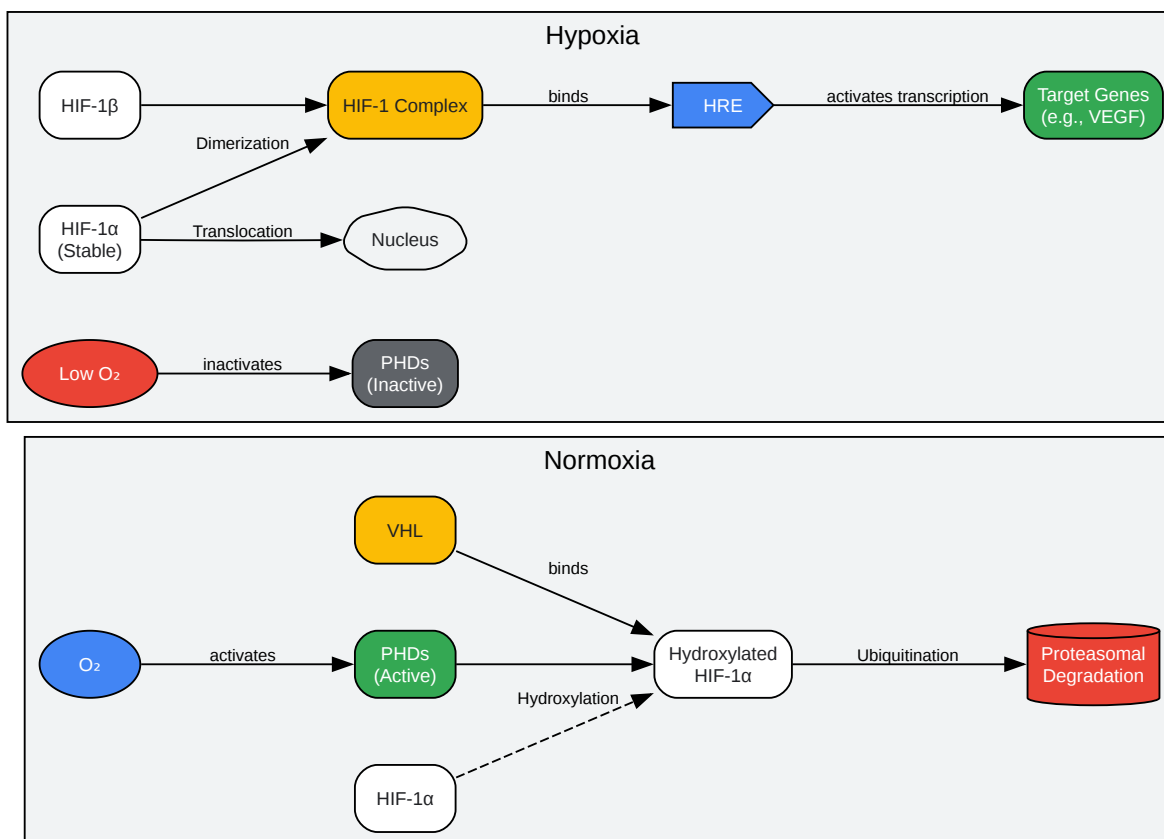 Hypoxia
HIF-1β
HIF-1 Complex
binds
HRE
activates transcription
Target Genes
(e.g., VEGF)
Dimerization
HIF-1α
(Stable)
Translocation
Nucleus
Low O₂
inactivates
PHDs
(Inactive)
Normoxia
VHL
binds
O₂
activates
PHDs
(Active)
Hydroxylated
HIF-1α
Ubiquitination
Proteasomal
Degradation
Hydroxylation
HIF-1α